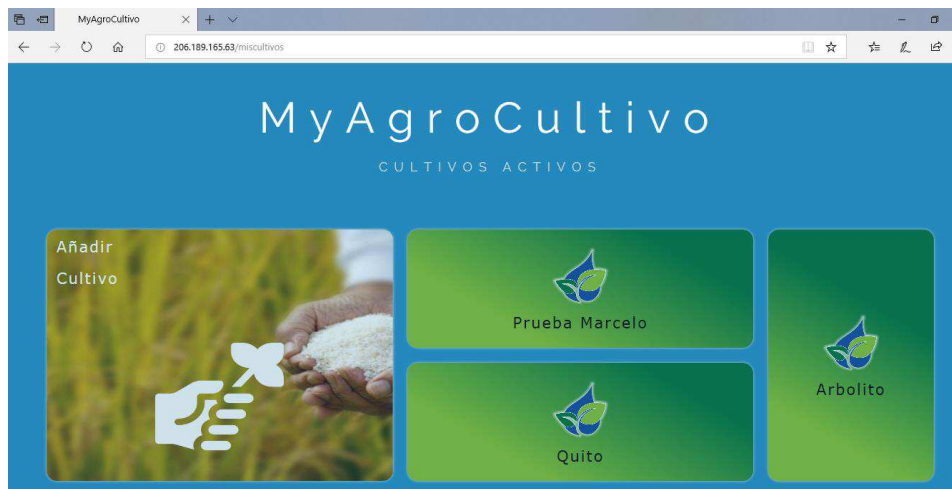 MyAgroCultivo
206.189.165.63/miscultivos
MyAgroCultivo
CULTIVOS ACTIVOS
Añadir
Cultivo
Prueba Marcelo
Quito
Arbolito